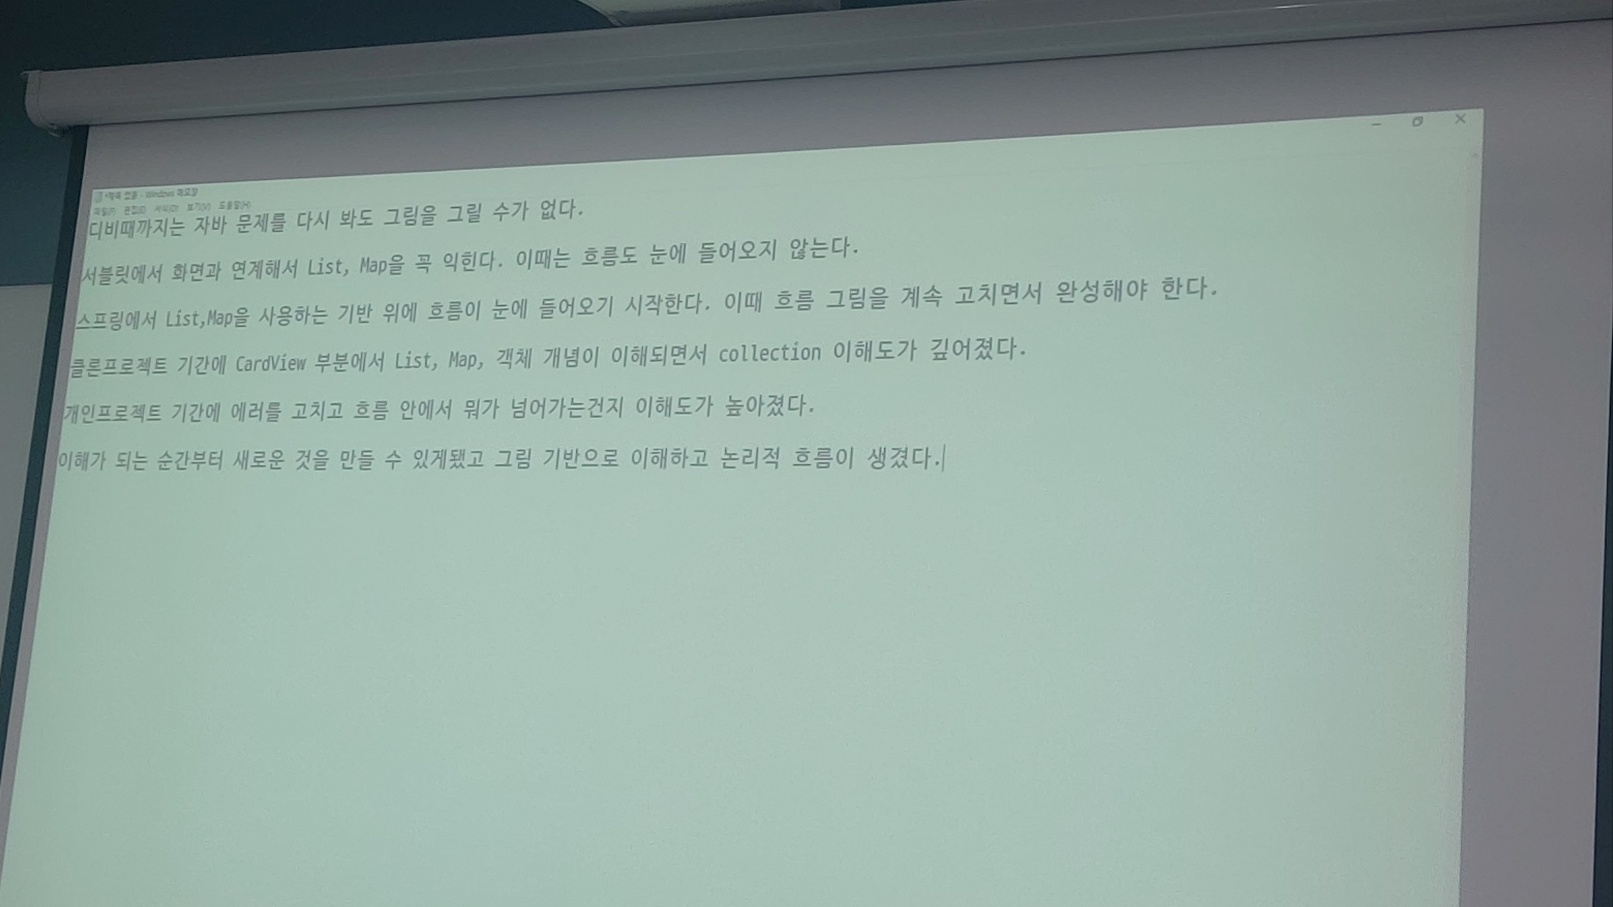 *제목 없음 - Windows 메모장
파일(F) 편집(E) 서식(O) 보기(V) 도움말(H)
디비때까지는 자바 문제를 다시 봐도 그림을 그릴 수가 없다.
서블릿에서 화면과 연계해서 List, Map을 꼭 익힌다. 이때는 흐름도 눈에 들어오지 않는다.
스프링에서 List,Map을 사용하는 기반 위에 흐름이 눈에 들어오기 시작한다. 이때 흐름 그림을 계속 고치면서 완성해야 한다.
클론프로젝트 기간에 CardView 부분에서 List, Map, 객체 개념이 이해되면서 collection 이해도가 깊어졌다.
개인프로젝트 기간에 에러를 고치고 흐름 안에서 뭐가 넘어가는건지 이해도가 높아졌다.
이해가 되는 순간부터 새로운 것을 만들 수 있게됐고 그림 기반으로 이해하고 논리적 흐름이 생겼다.